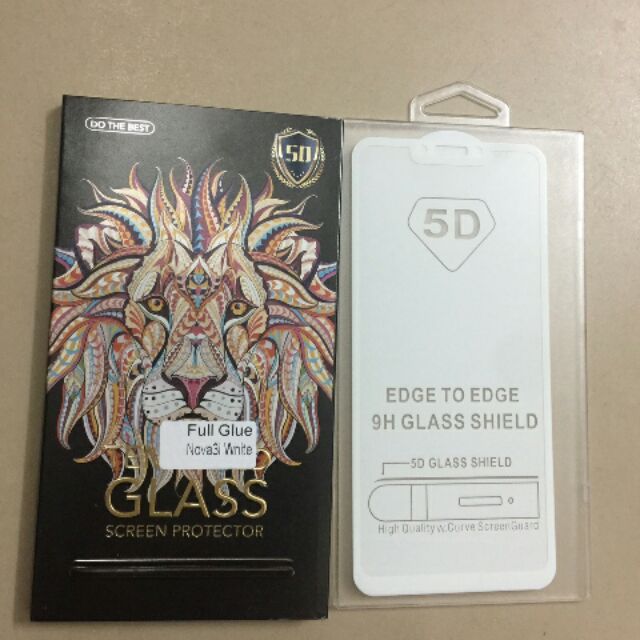 DO THE BEST
5D
Full Glue
Nova3i White
GLASS
SCREEN PROTECTOR
5D
EDGE TO EDGE
9H GLASS SHIELD
5D GLASS SHIELD
High Quality w.Curve ScreenGuard